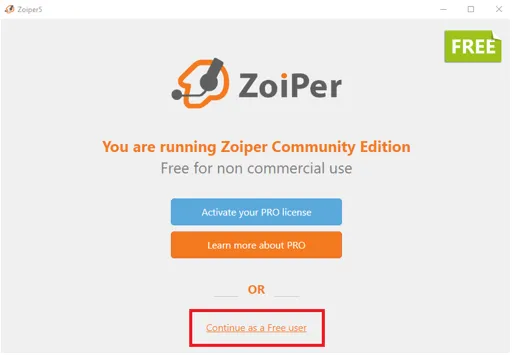 Zoiper5
FREE
ZoiPer
You are running Zoiper Community Edition
Free for non commercial use
Activate your PRO license
Learn more about PRO
OR
Continue as a Free user